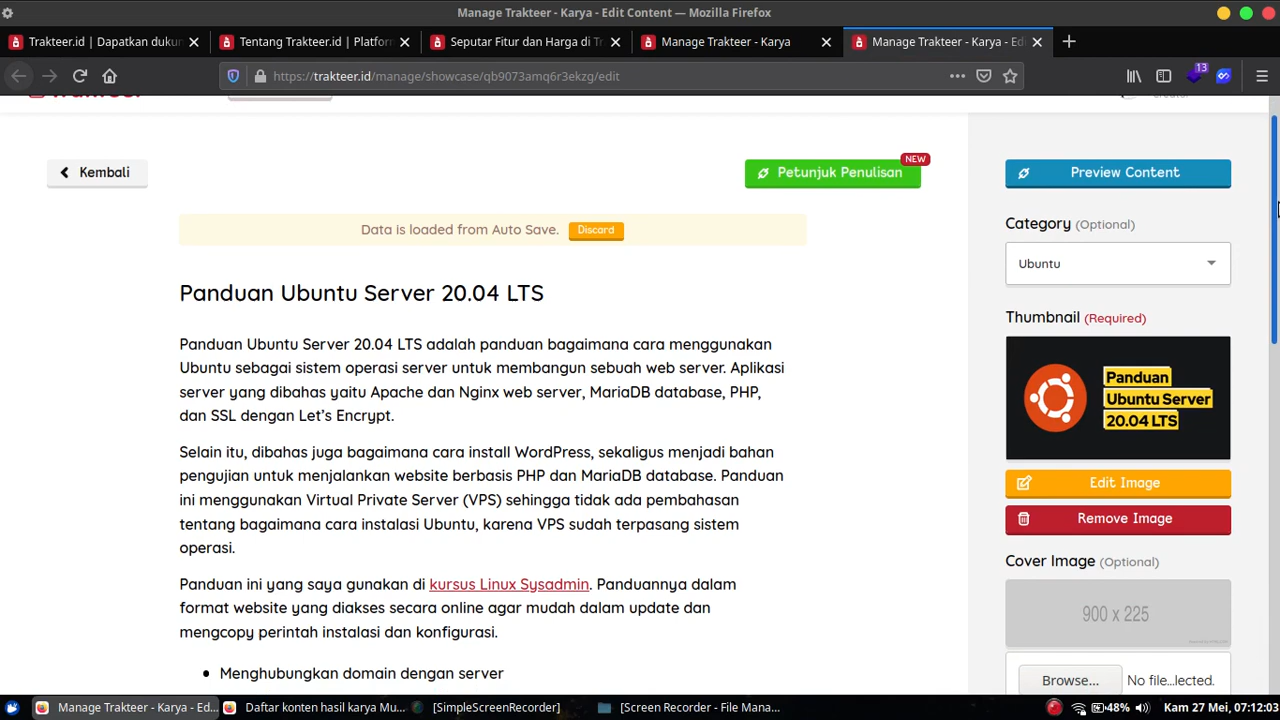 Manage Trakteer - Karya - Edit Content — Mozilla Firefox
Trakteer.id | Dapatkan dukun
Tentang Trakteer.id | Platfor
Seputar Fitur dan Harga di Tr
Manage Trakteer - Karya
Manage Trakteer - Karya - Edi
https://trakteer.id/manage/showcase/qb9073amq6r3ekzg/edit
13
Kembali
Petunjuk Penulisan
NEW
Preview Content
Data is loaded from Auto Save.
Discard
Category (Optional)
Ubuntu
Panduan Ubuntu Server 20.04 LTS
Thumbnail (Required)
Panduan
Ubuntu Server
20.04 LTS
Panduan Ubuntu Server 20.04 LTS adalah panduan bagaimana cara menggunakan
Ubuntu sebagai sistem operasi server untuk membangun sebuah web server. Aplikasi
server yang dibahas yaitu Apache dan Nginx web server, MariaDB database, PHP,
dan SSL dengan Let's Encrypt.
Selain itu, dibahas juga bagaimana cara install WordPress, sekaligus menjadi bahan
pengujian untuk menjalankan website berbasis PHP dan MariaDB database. Panduan
ini menggunakan Virtual Private Server (VPS) sehingga tidak ada pembahasan
tentang bagaimana cara instalasi Ubuntu, karena VPS sudah terpasang sistem
operasi.
Edit Image
Remove Image
Cover Image (Optional)
900 x 225
Panduan ini yang saya gunakan di kursus Linux Sysadmin. Panduannya dalam
format website yang diakses secara online agar mudah dalam update dan
mengcopy perintah instalasi dan konfigurasi.
Menghubungkan domain dengan server
Browse...
No file...lected.
Manage Trakteer - Karya - Ed...
Daftar konten hasil karya Mu...
[SimpleScreenRecorder]
[Screen Recorder - File Mana...
48%
Kam 27 Mei, 07:12:03